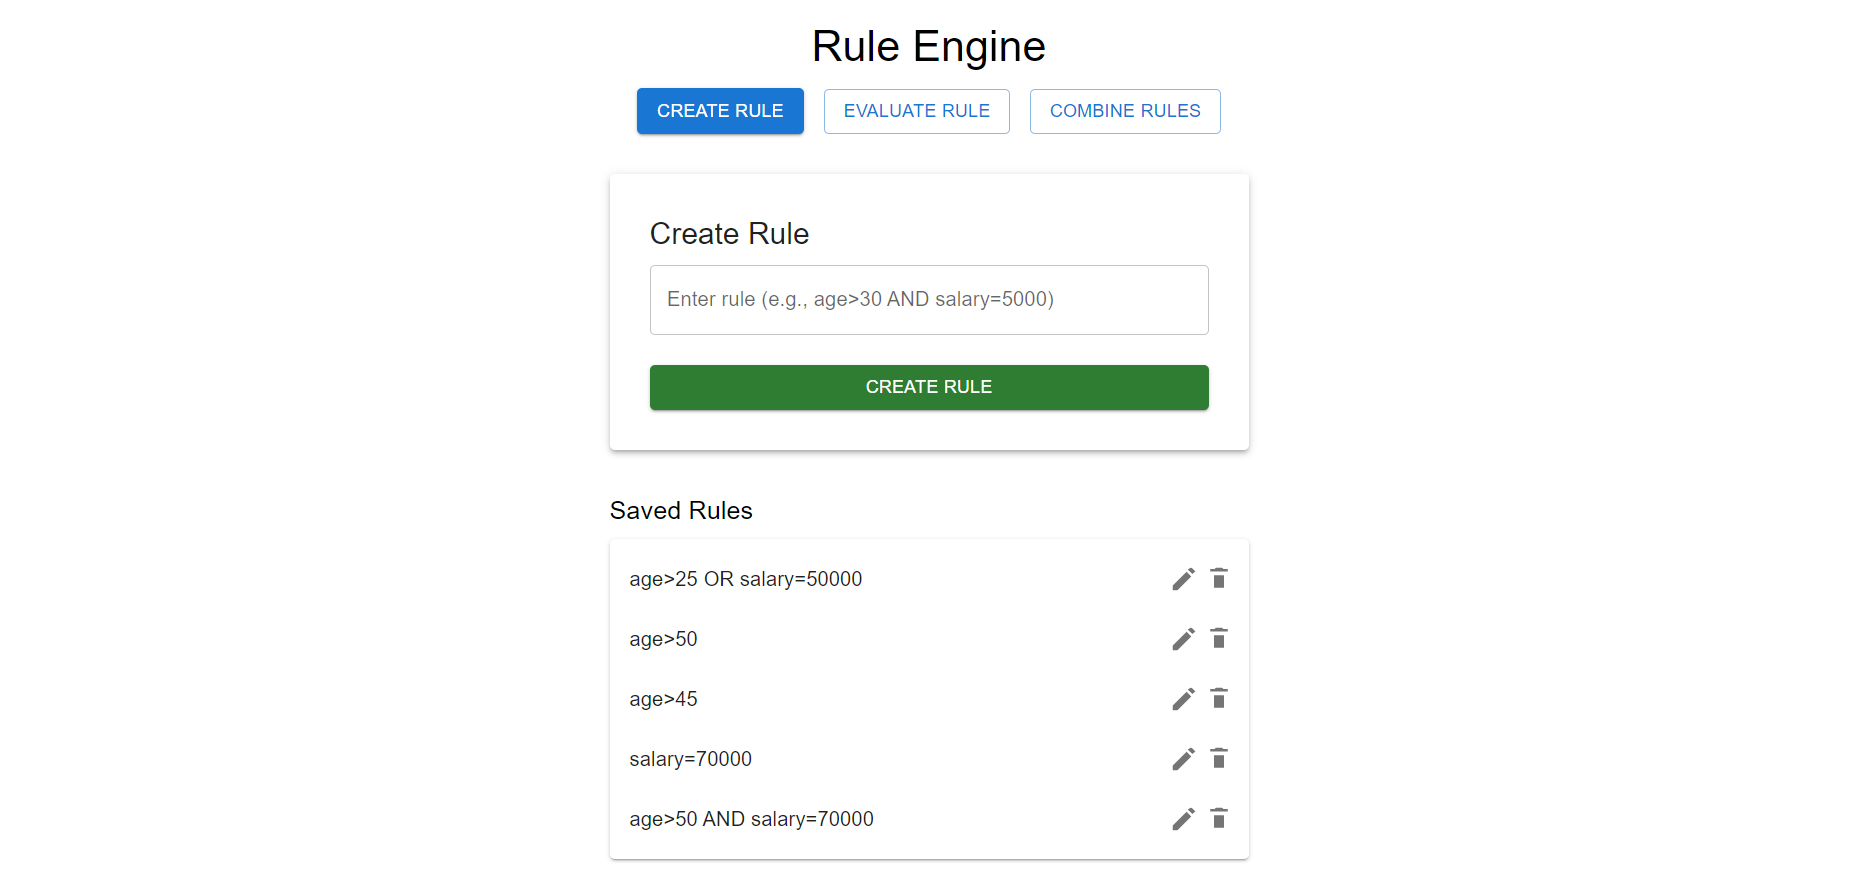 Rule Engine
CREATE RULE EVALUATE RULE COMBINE RULES
Create Rule
Enter rule (e.g., age>30 AND salary=5000)
CREATE RULE
Saved Rules
age>25 OR salary=50000
age>50
age>45
salary=70000
age>50 AND salary=70000